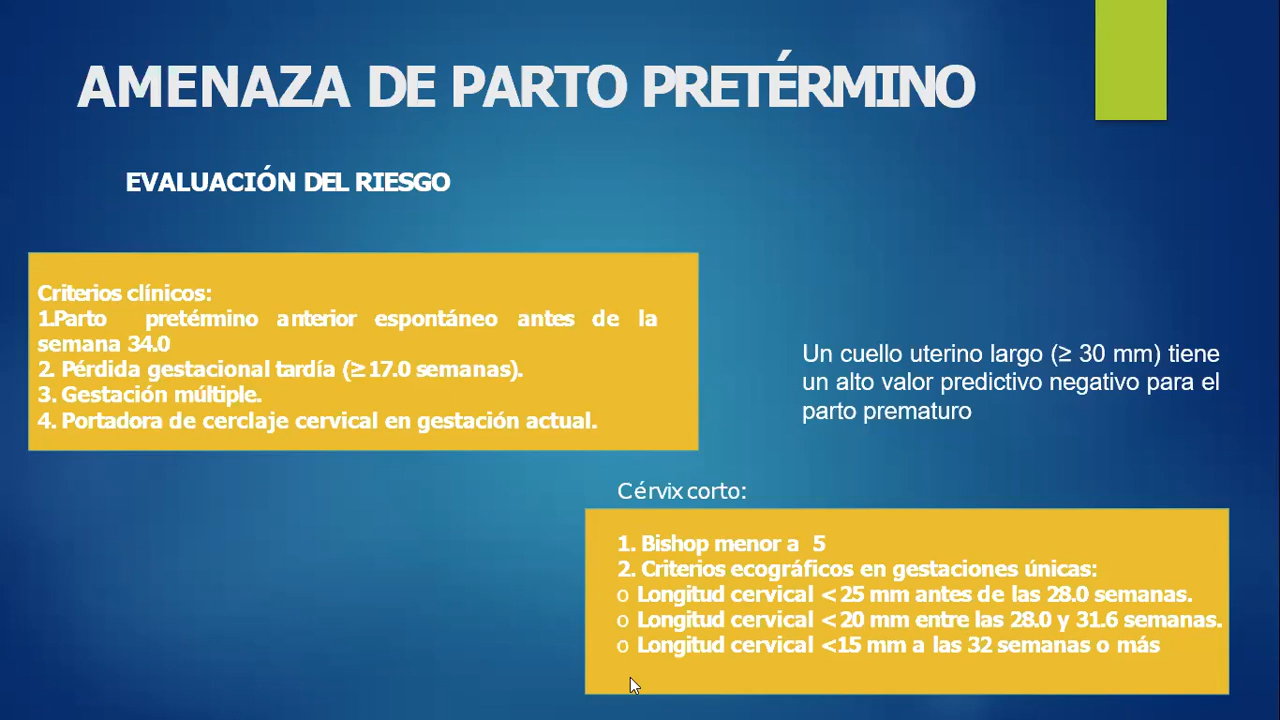 AMENAZA DE PARTO PRETÉRMINO
EVALUACIÓN DEL RIESGO
Criterios clínicos:
1.Parto pretérmino anterior espontáneo antes de la
semana 34.0
2. Pérdida gestacional tardía (≥ 17.0 semanas).
3. Gestación múltiple.
4. Portadora de cerclaje cervical en gestación actual.
Un cuello uterino largo (≥ 30 mm) tiene
un alto valor predictivo negativo para el
parto prematuro
Cérvix corto:
1. Bishop menor a 5
2. Criterios ecográficos en gestaciones únicas:
o Longitud cervical < 25 mm antes de las 28.0 semanas.
o Longitud cervical < 20 mm entre las 28.0 y 31.6 semanas.
o Longitud cervical <15 mm a las 32 semanas o más